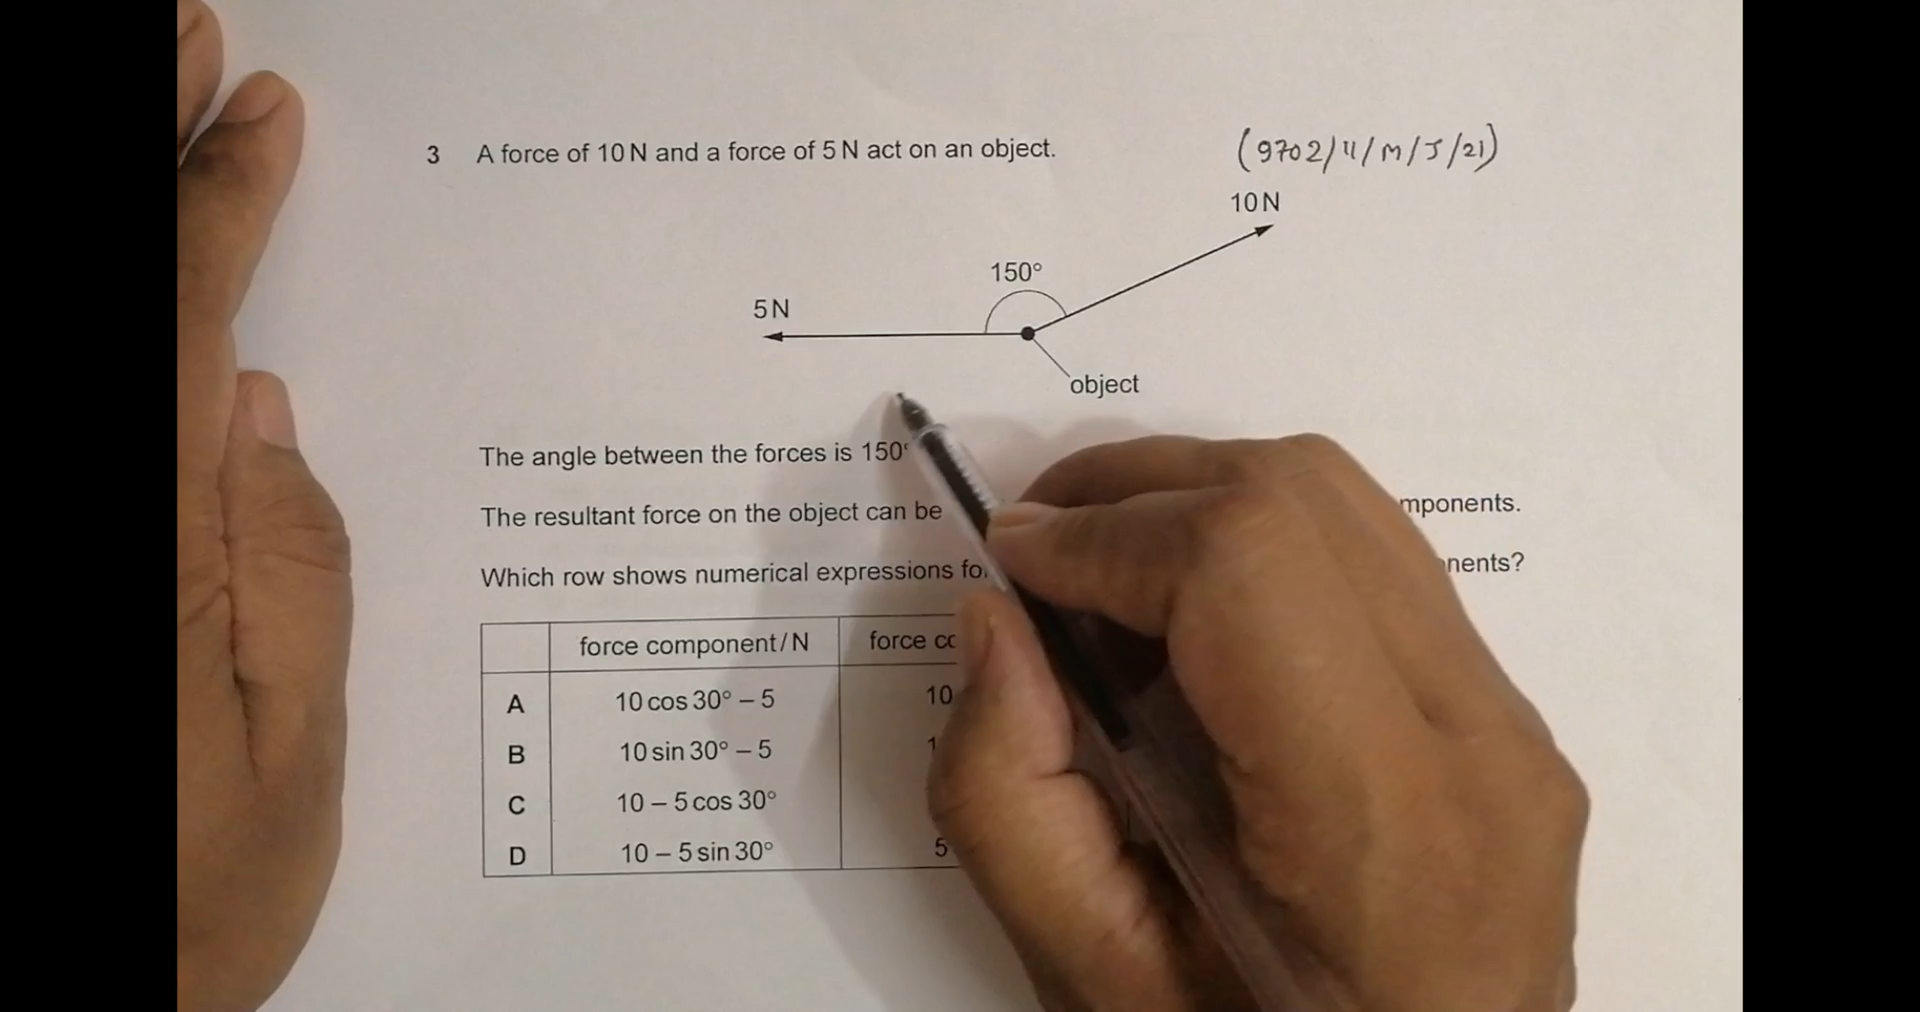 3 A force of 10 N and a force of 5 N act on an object.
(9702/11/M/J/21)
10 N
150°
5 N
object
The angle between the forces is 150°
The resultant force on the object can be mponents.
Which row shows numerical expressions fo nents?
force component/N force co
A 10 cos 30° – 5 10
B 10 sin 30° – 5 1
C 10 – 5 cos 30°
D 10 – 5 sin 30° 5